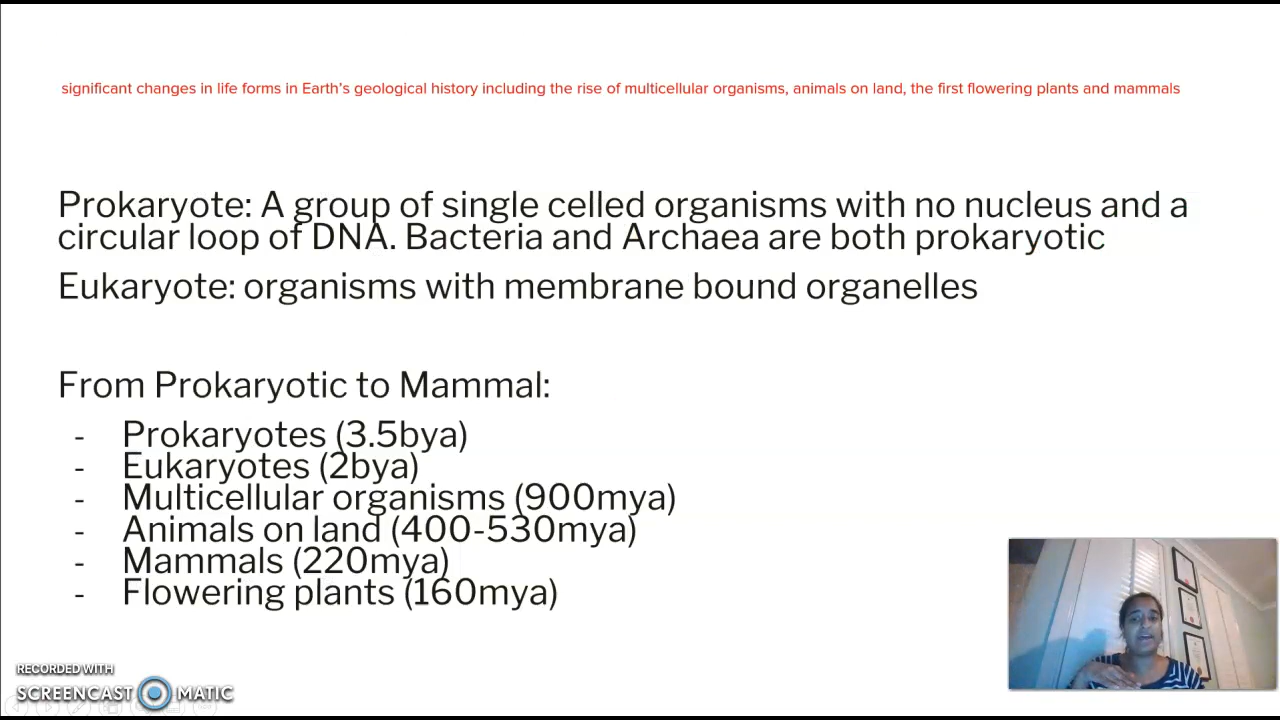 significant changes in life forms in Earth's geological history including the rise of multicellular organisms, animals on land, the first flowering plants and mammals
Prokaryote: A group of single celled organisms with no nucleus and a
circular loop of DNA. Bacteria and Archaea are both prokaryotic
Eukaryote: organisms with membrane bound organelles
From Prokaryotic to Mammal:
- Prokaryotes (3.5bya)
- Eukaryotes (2bya)
- Multicellular organisms (900mya)
- Animals on land (400-530mya)
- Mammals (220mya)
- Flowering plants (160mya)
RECORDED WITH
SCREENCAST MATIC